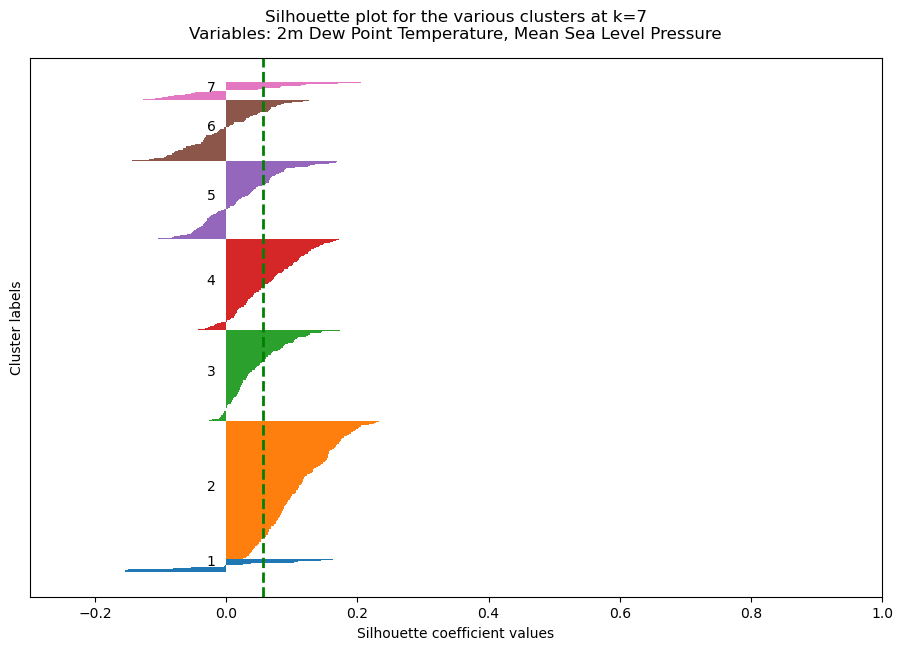 Silhouette plot for the various clusters at k=7
Variables: 2m Dew Point Temperature, Mean Sea Level Pressure
Cluster labels
7
6
5
4
3
2
1
−0.2 0.0 0.2 0.4 0.6 0.8 1.0
Silhouette coefficient values